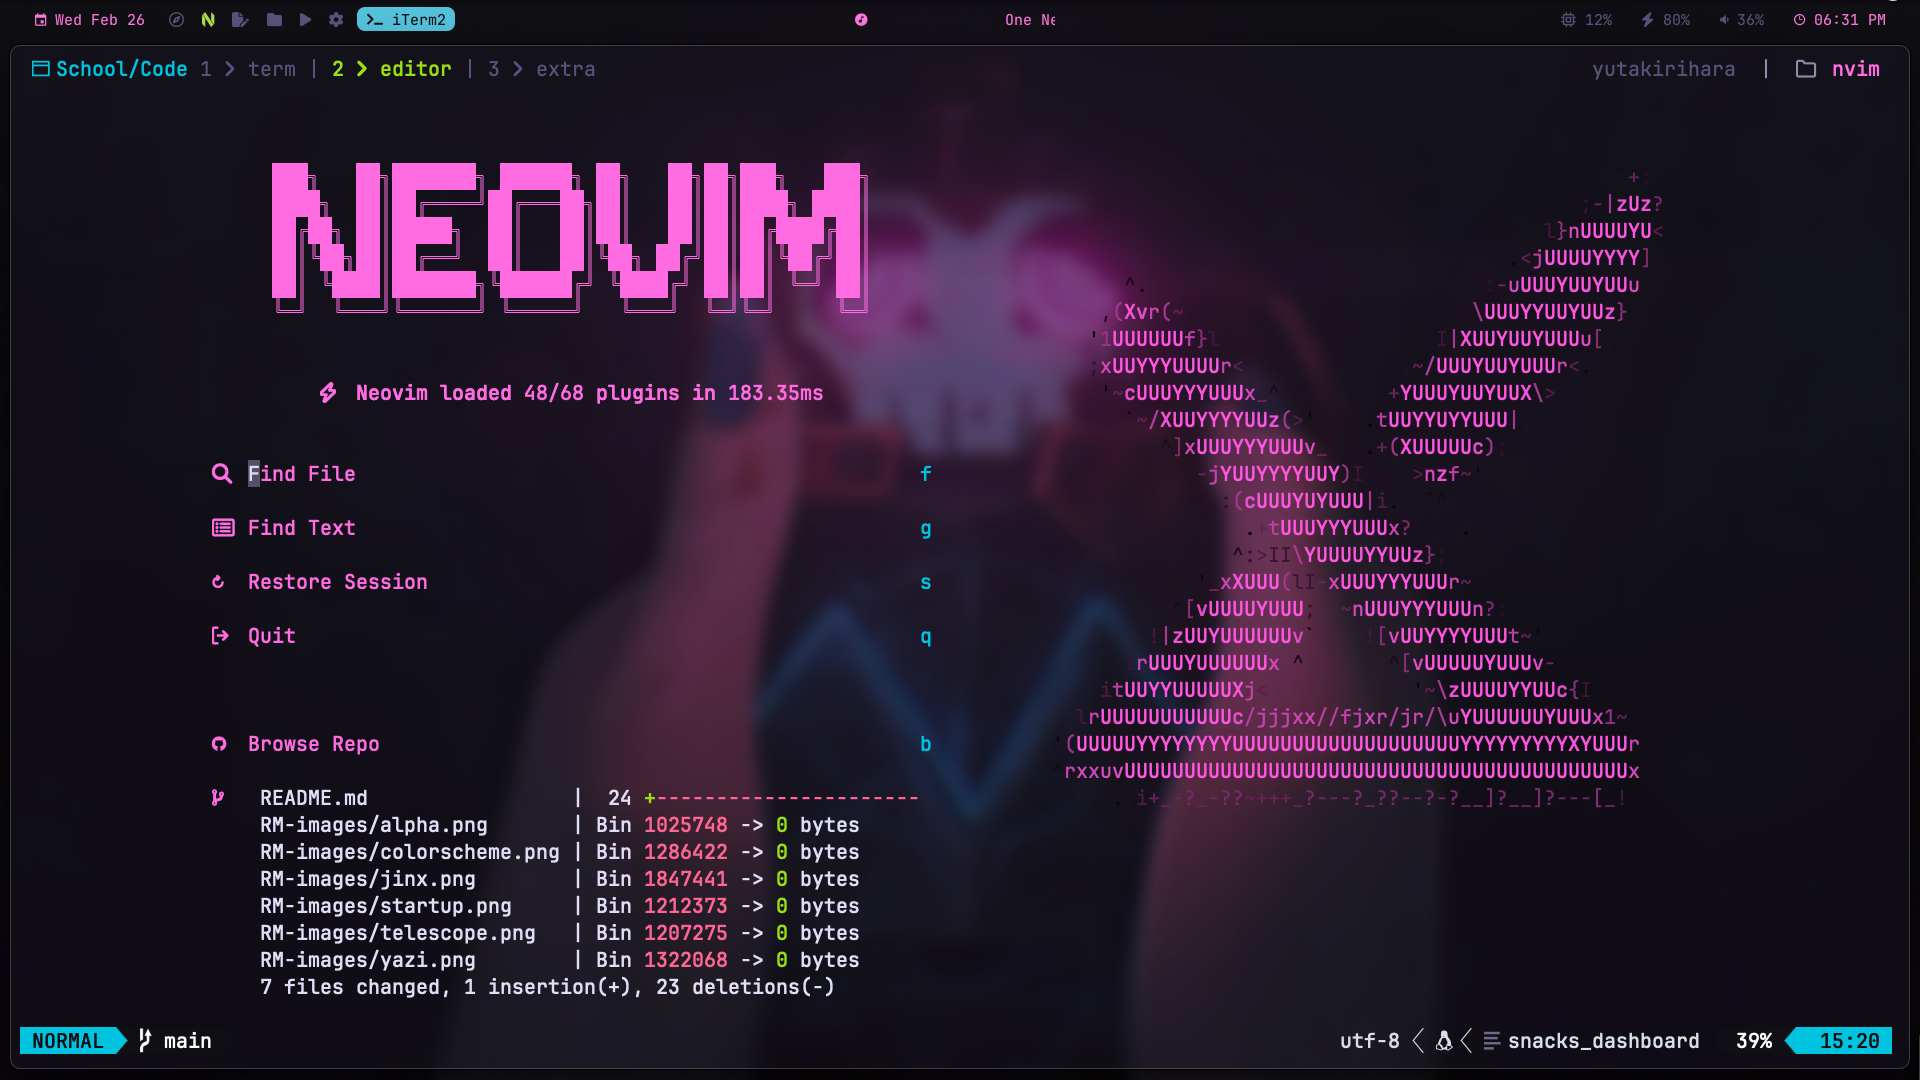 Wed Feb 26
iTerm2
One Ne
12%
80%
36%
06:31 PM
School/Code 1 > term | 2 > editor | 3 > extra
yutakirihara | nvim
NEOVIM
Neovim loaded 48/68 plugins in 183.35ms
Find File f
Find Text g
Restore Session s
Quit q
Browse Repo b
README.md | 24 +----------------------
RM-images/alpha.png | Bin 1025748 -> 0 bytes
RM-images/colorscheme.png | Bin 1286422 -> 0 bytes
RM-images/jinx.png | Bin 1847441 -> 0 bytes
RM-images/startup.png | Bin 1212373 -> 0 bytes
RM-images/telescope.png | Bin 1207275 -> 0 bytes
RM-images/yazi.png | Bin 1322068 -> 0 bytes
7 files changed, 1 insertion(+), 23 deletions(-)
NORMAL main
utf-8 snacks_dashboard 39% 15:20